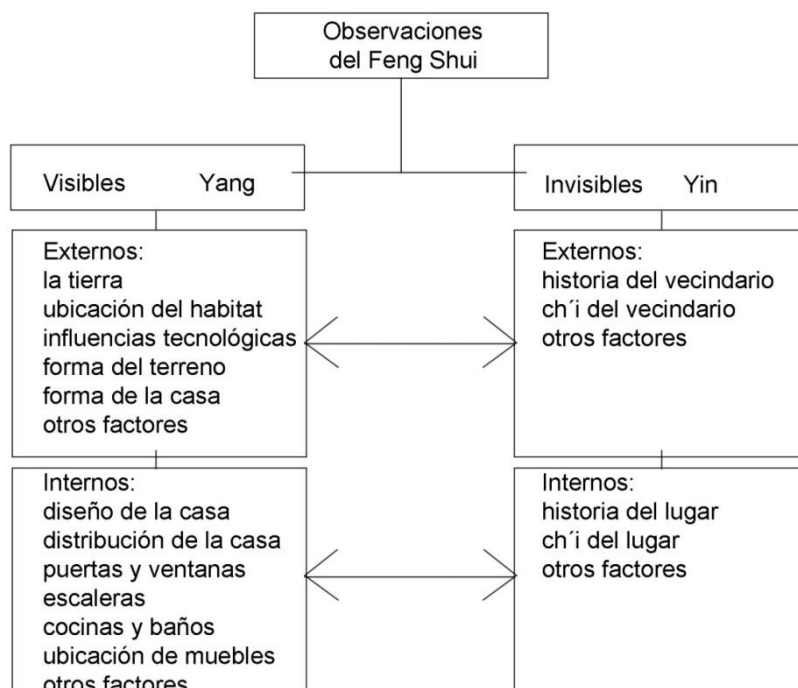 Observaciones
del Feng Shui
Visibles Yang
Invisibles Yin
Externos:
la tierra
ubicación del habitat
influencias tecnológicas
forma del terreno
forma de la casa
otros factores
Externos:
historia del vecindario
ch´i del vecindario
otros factores
Internos:
diseño de la casa
distribución de la casa
puertas y ventanas
escaleras
cocinas y baños
ubicación de muebles
otros factores
Internos:
historia del lugar
ch´i del lugar
otros factores